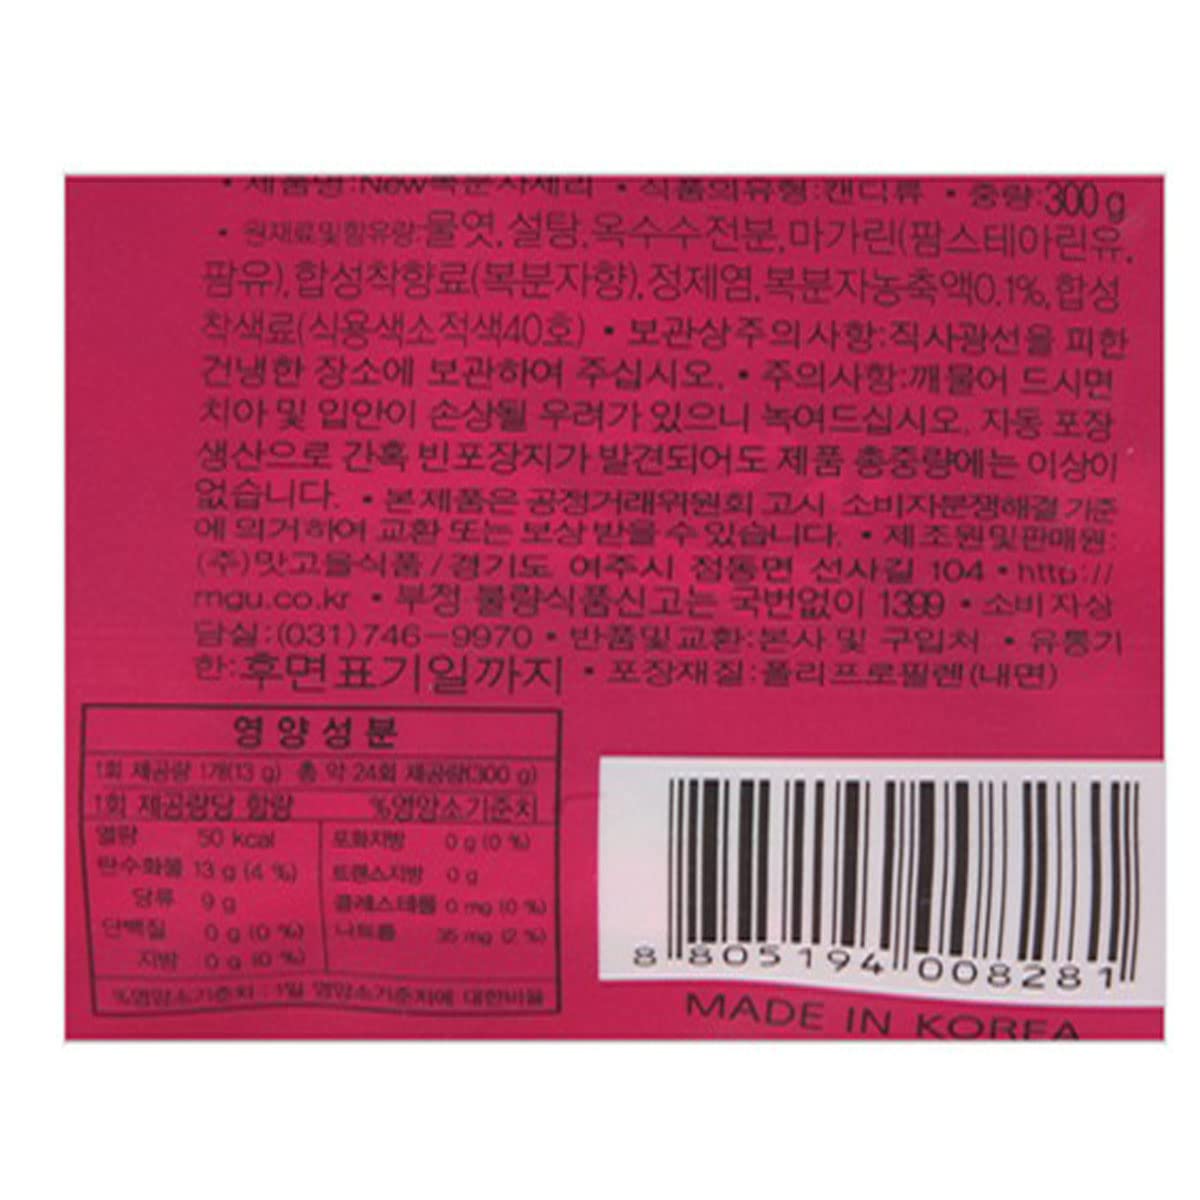 • 제품명:New복분자제리 • 식품의유형:캔디류 • 중량:300 g
• 원재료및함유량:물엿, 설탕, 옥수수전분, 마가린(팜스테아린유,
팜유), 합성착향료(복분자향), 정제염, 복분자농축액0.1%, 합성
착색료(식용색소적색40호) • 보관상주의사항:직사광선을 피한
건냉한 장소에 보관하여 주십시오. • 주의사항:깨물어 드시면
치아 및 입안이 손상될 우려가 있으니 녹여드십시오. 자동 포장
생산으로 간혹 빈포장지가 발견되어도 제품 총중량에는 이상이
없습니다. • 본제품은 공정거래위원회 고시 소비자분쟁해결 기준
에 의거하여 교환 또는 보상 받을 수 있습니다. • 제조원및판매원:
(주)맛고을식품 / 경기도 여주시 점동면 선사길 104 • http://
mgu.co.kr • 부정 불량식품신고는 국번없이 1399 • 소비자상
담실:(031)746-9970 • 반품및교환:본사 및 구입처 • 유통기
한:후면표기일까지 • 포장재질:폴리프로필렌(내면)
영 양 성 분
1회 제공량 1개(13 g) 총 약 24회 제공량(300 g)
1회 제공량당 함량 %영양소기준치
열량 50 kcal 포화지방 0 g (0 %)
탄수화물 13 g (4 %) 트랜스지방 0 g
당류 9 g 콜레스테롤 0 mg (0 %)
단백질 0 g (0 %) 나트륨 35 mg (2 %)
지방 0 g (0 %)
%영양소기준치 : 1일 영양소기준치에 대한비율
8 805194 008281
MADE IN KOREA